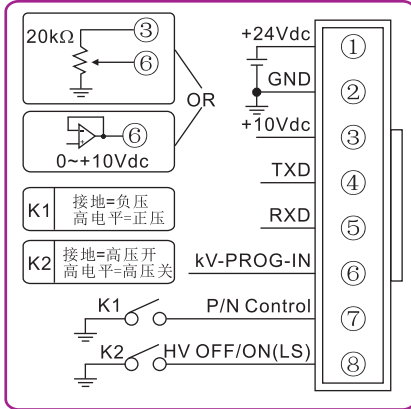 20kΩ
③
⑥
OR
⑥
0~+10Vdc
K1
接地=负压
高电平=正压
K2
接地=高压开
高电平=高压关
+24Vdc
①
GND
②
+10Vdc
③
TXD
④
RXD
⑤
kV-PROG-IN
⑥
K1
P/N Control
⑦
K2
HV OFF/ON(LS)
⑧